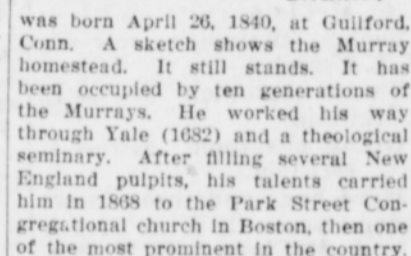 was born April 26, 1840, at Guilford,
Conn. A sketch shows the Murray
homestead. It still stands. It has
been occupied by ten generations of
the Murrays. He worked his way
through Yale (1682) and a theological
seminary. After filling several New
England pulpits, his talents carried
him in 1868 to the Park Street Con-
gregational church in Boston, then one
of the most prominent in the country.